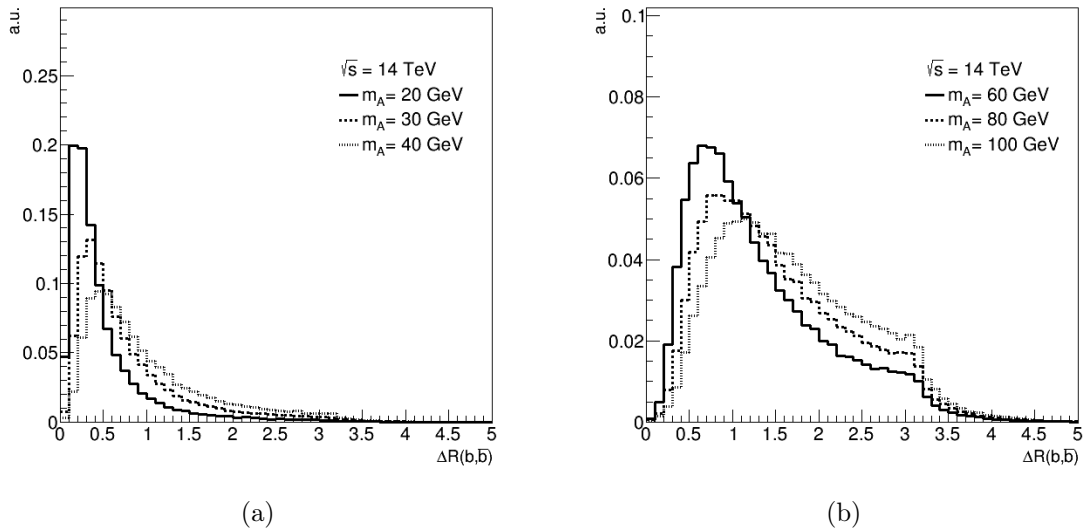 a.u.
0.25
0.2
0.15
0.1
0.05
0
√s = 14 TeV
m_A= 20 GeV
m_A= 30 GeV
m_A= 40 GeV
0 0.5 1 1.5 2 2.5 3 3.5 4 4.5 5
ΔR(b,b̅)
(a)
a.u.
0.1
0.08
0.06
0.04
0.02
0
√s = 14 TeV
m_A= 60 GeV
m_A= 80 GeV
m_A= 100 GeV
0 0.5 1 1.5 2 2.5 3 3.5 4 4.5 5
ΔR(b,b̅)
(b)